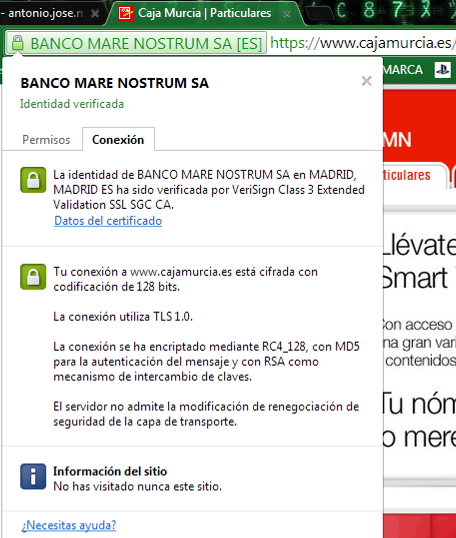 - antonio.jose.n
Caja Murcia | Particulares
BANCO MARE NOSTRUM SA [ES]
https://www.cajamurcia.es/
MARCA
BANCO MARE NOSTRUM SA
Identidad verificada
Permisos
Conexión
La identidad de BANCO MARE NOSTRUM SA en MADRID,
MADRID ES ha sido verificada por VeriSign Class 3 Extended
Validation SSL SGC CA.
Datos del certificado
Tu conexión a www.cajamurcia.es está cifrada con
codificación de 128 bits.
La conexión utiliza TLS 1.0.
La conexión se ha encriptado mediante RC4_128, con MD5
para la autenticación del mensaje y con RSA como
mecanismo de intercambio de claves.
El servidor no admite la modificación de renegociación de
seguridad de la capa de transporte.
Información del sitio
No has visitado nunca este sitio.
¿Necesitas ayuda?
MN
ticulares
Llévate
Smart
Con acceso
na gran vari
contenidos
Tu nóm
o mere